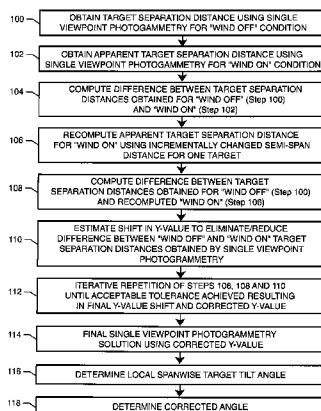 100
OBTAIN TARGET SEPARATION DISTANCE USING SINGLE
VIEWPOINT PHOTOGAMMETRY FOR "WIND OFF" CONDITION
102
OBTAIN APPARENT TARGET SEPARATION DISTANCE USING
SINGLE VIEWPOINT PHOTOGAMMETRY FOR "WIND ON" CONDITION
104
COMPUTE DIFFERENCE BETWEEN TARGET SEPARATION
DISTANCES OBTAINED FOR "WIND OFF" (Step 100)
AND "WIND ON" (Step 102)
106
RECOMPUTE APPARENT TARGET SEPARATION DISTANCE
FOR "WIND ON" USING INCREMENTALLY CHANGED SEMI-SPAN
DISTANCE FOR ONE TARGET
108
COMPUTE DIFFERENCE BETWEEN TARGET
SEPARATION DISTANCES OBTAINED FOR "WIND OFF" (Step 100)
AND RECOMPUTED "WIND ON" (Step 106)
110
ESTIMATE SHIFT IN Y-VALUE TO ELIMINATE/REDUCE
DIFFERENCE BETWEEN "WIND OFF" AND "WIND ON" TARGET
SEPARATION DISTANCES OBTAINED BY SINGLE VIEWPOINT
PHOTOGRAMMETRY
112
ITERATIVE REPETITION OF STEPS 106, 108 AND 110
UNTIL ACCEPTABLE TOLERANCE ACHIEVED RESULTING
IN FINAL Y-VALUE SHIFT AND CORRECTED Y-VALUE
114
FINAL SINGLE VIEWPOINT PHOTOGRAMMETRY
SOLUTION USING CORRECTED Y-VALUE
116
DETERMINE LOCAL SPANWISE TARGET TILT ANGLE
118
DETERMINE CORRECTED ANGLE